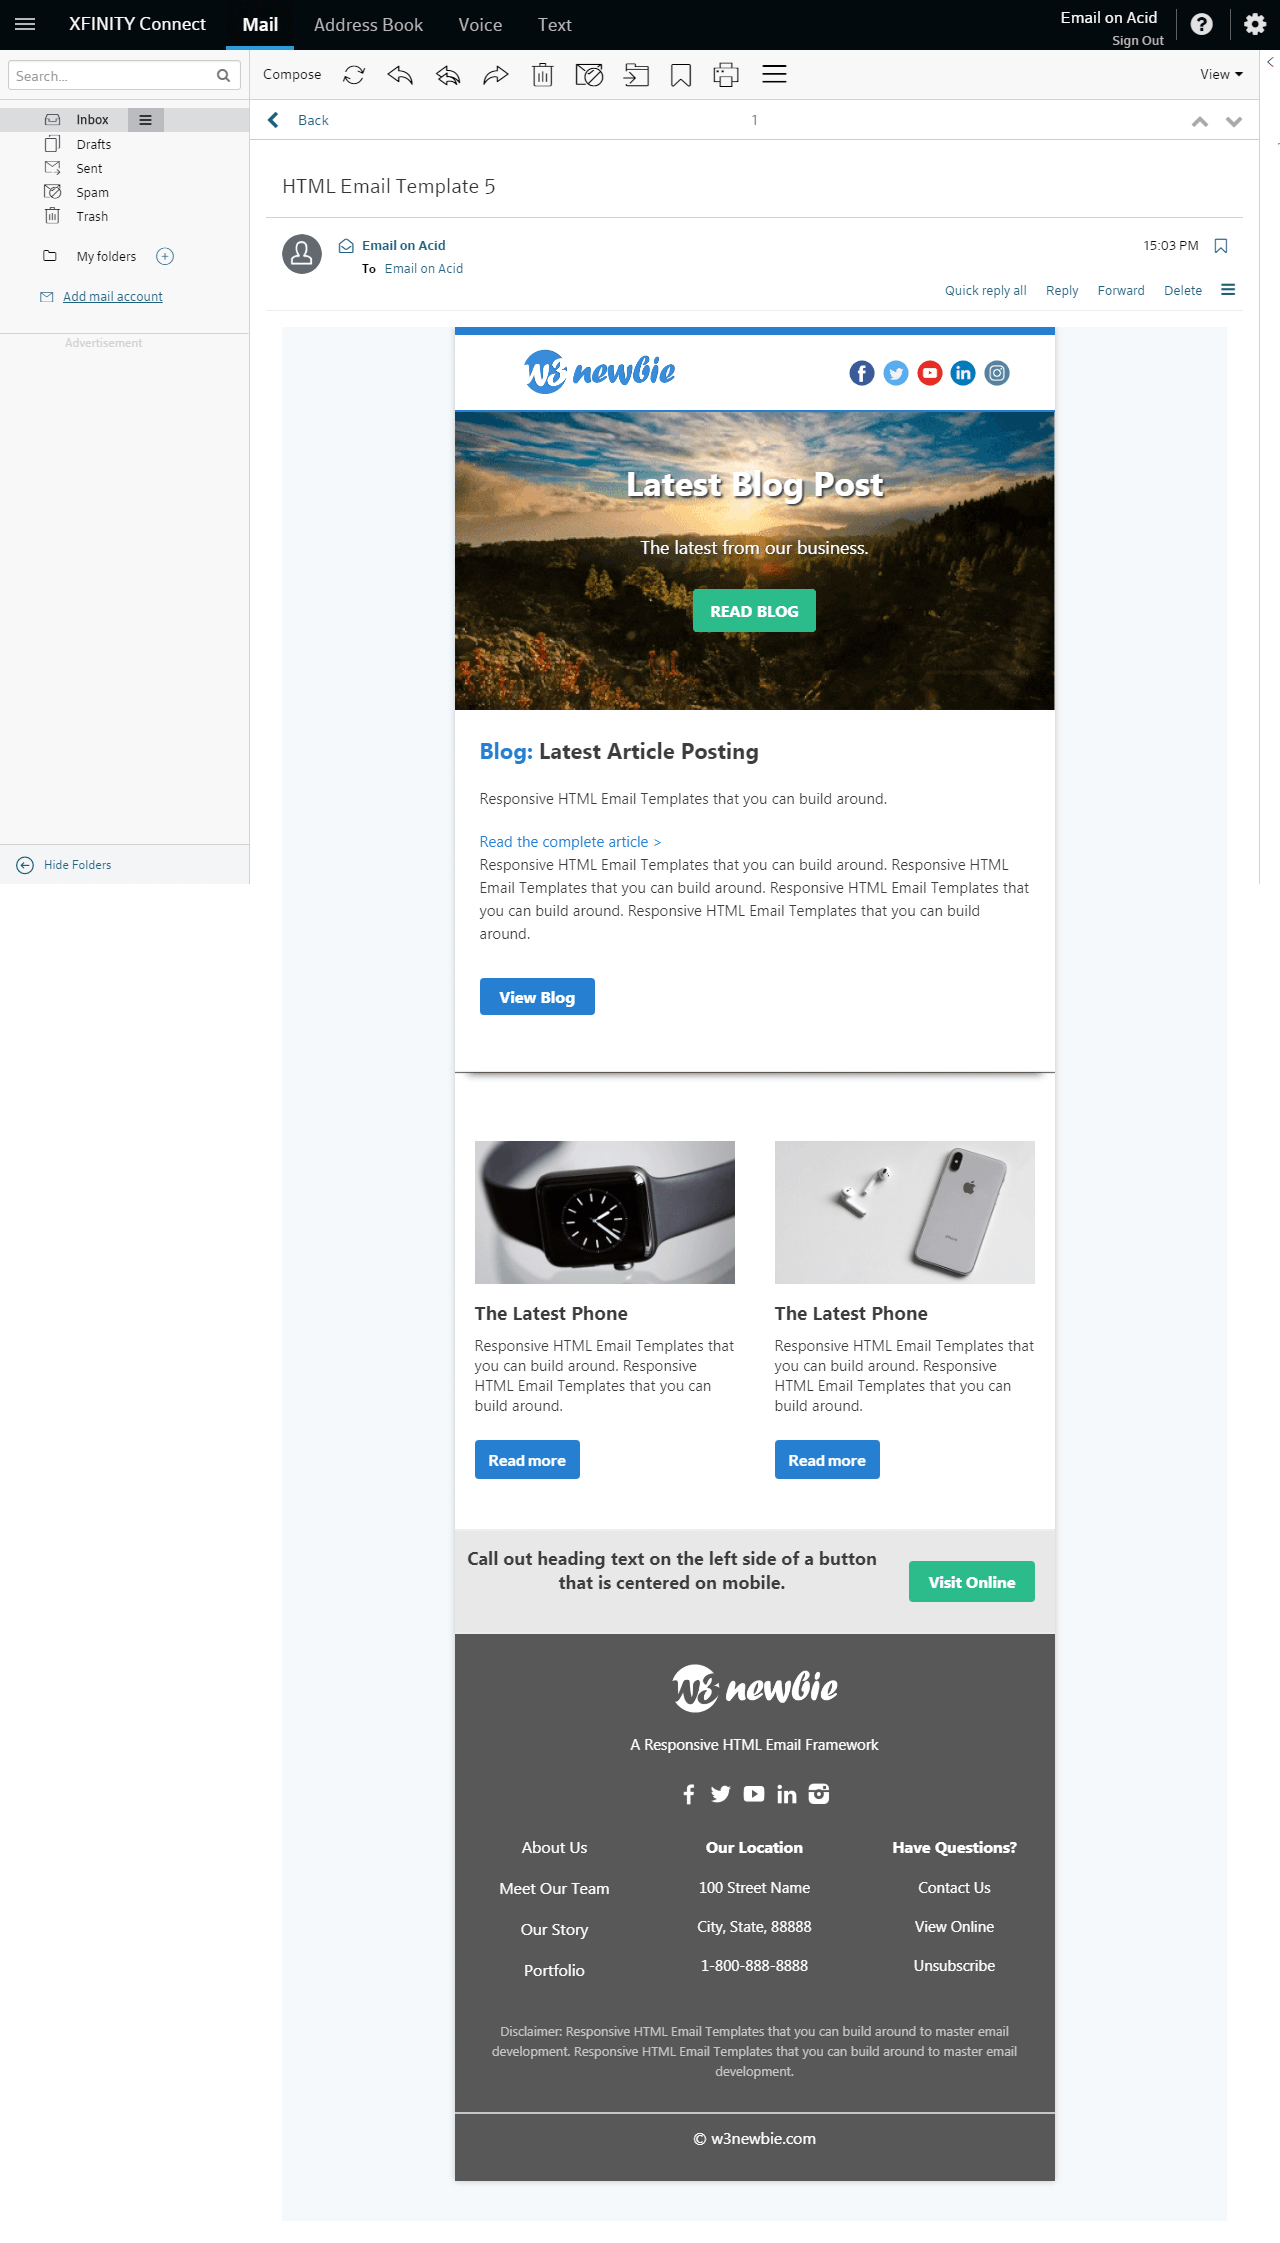 XFINITY Connect
Mail
Address Book
Voice
Text
Email on Acid
Sign Out
Search...
Compose
View
Inbox
Drafts
Sent
Spam
Trash
My folders
Add mail account
Advertisement
Hide Folders
Back
1
HTML Email Template 5
Email on Acid
15:03 PM
To Email on Acid
Quick reply all
Reply
Forward
Delete
w3 newbie
Latest Blog Post
The latest from our business.
READ BLOG
Blog: Latest Article Posting
Responsive HTML Email Templates that you can build around.
Read the complete article >
Responsive HTML Email Templates that you can build around. Responsive HTML
Email Templates that you can build around. Responsive HTML Email Templates that
you can build around. Responsive HTML Email Templates that you can build
around.
View Blog
The Latest Phone
Responsive HTML Email Templates that
you can build around. Responsive
HTML Email Templates that you can
build around.
Read more
The Latest Phone
Responsive HTML Email Templates that
you can build around. Responsive
HTML Email Templates that you can
build around.
Read more
Call out heading text on the left side of a button
that is centered on mobile.
Visit Online
w3 newbie
A Responsive HTML Email Framework
About Us
Meet Our Team
Our Story
Portfolio
Our Location
100 Street Name
City, State, 88888
1-800-888-8888
Have Questions?
Contact Us
View Online
Unsubscribe
Disclaimer: Responsive HTML Email Templates that you can build around to master email
development. Responsive HTML Email Templates that you can build around to master email
development.
© w3newbie.com